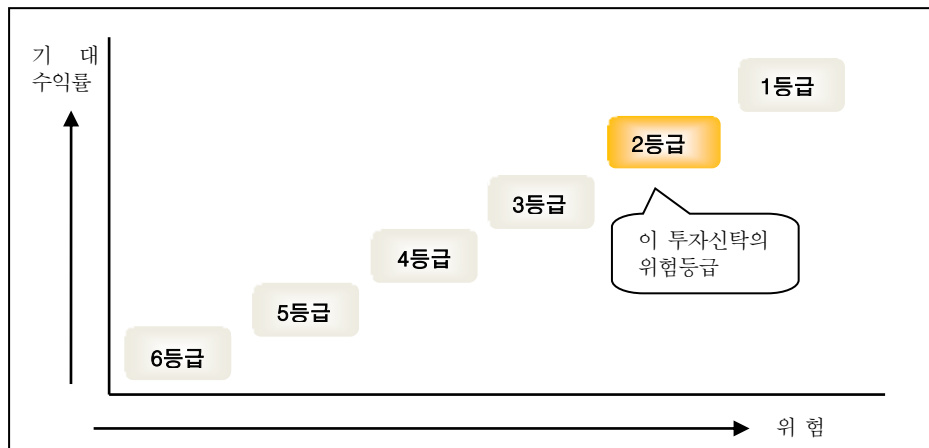 기 대
수익률
1등급
2등급
3등급
이 투자신탁의
위험등급
4등급
5등급
6등급
위 험